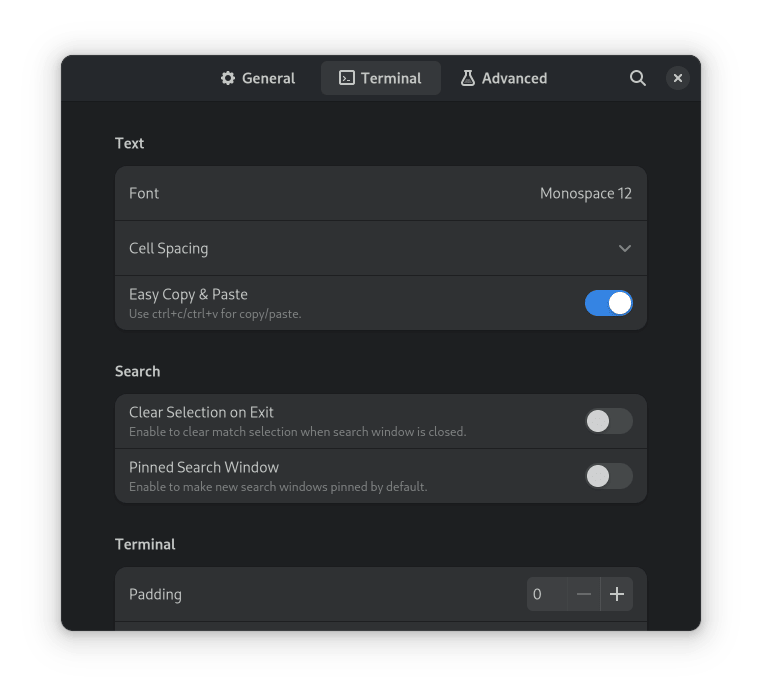 General
Terminal
Advanced
Text
Font
Monospace 12
Cell Spacing
Easy Copy & Paste
Use ctrl+c/ctrl+v for copy/paste.
Search
Clear Selection on Exit
Enable to clear match selection when search window is closed.
Pinned Search Window
Enable to make new search windows pinned by default.
Terminal
Padding
0